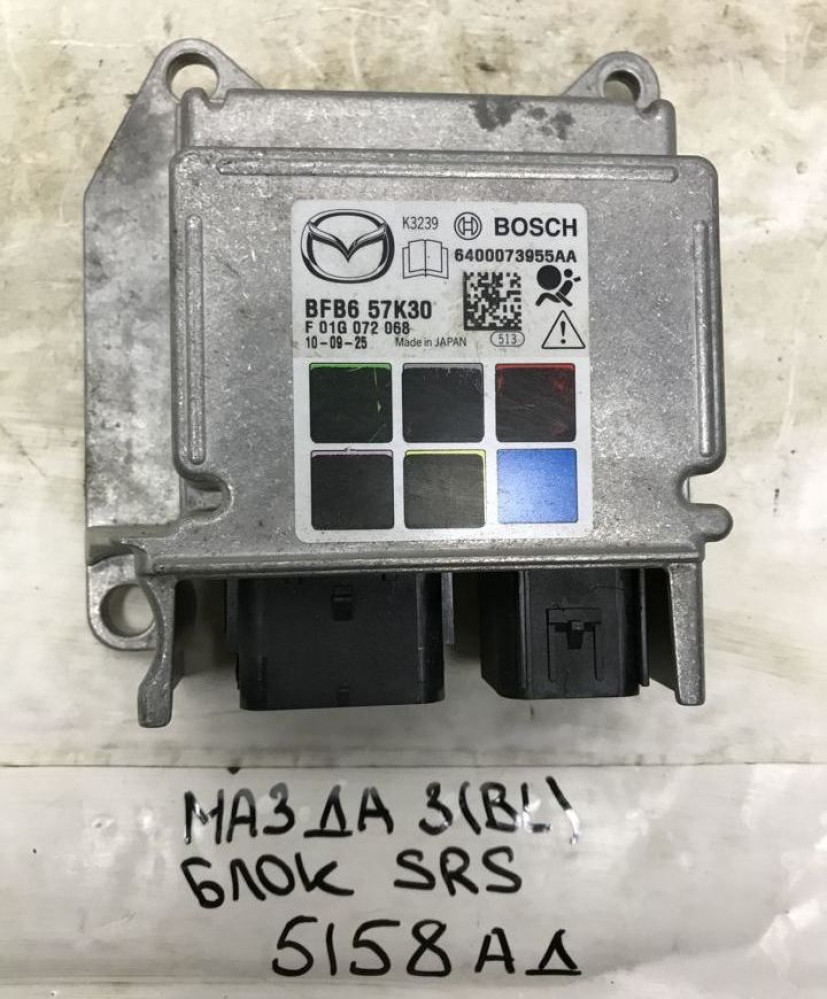 K3239 BOSCH
6400073955AA
BFB6 57K30
F 01G 072 068
10-09-25 Made in JAPAN 513
МАЗДА 3(BL)
БЛОК SRS
5158АД